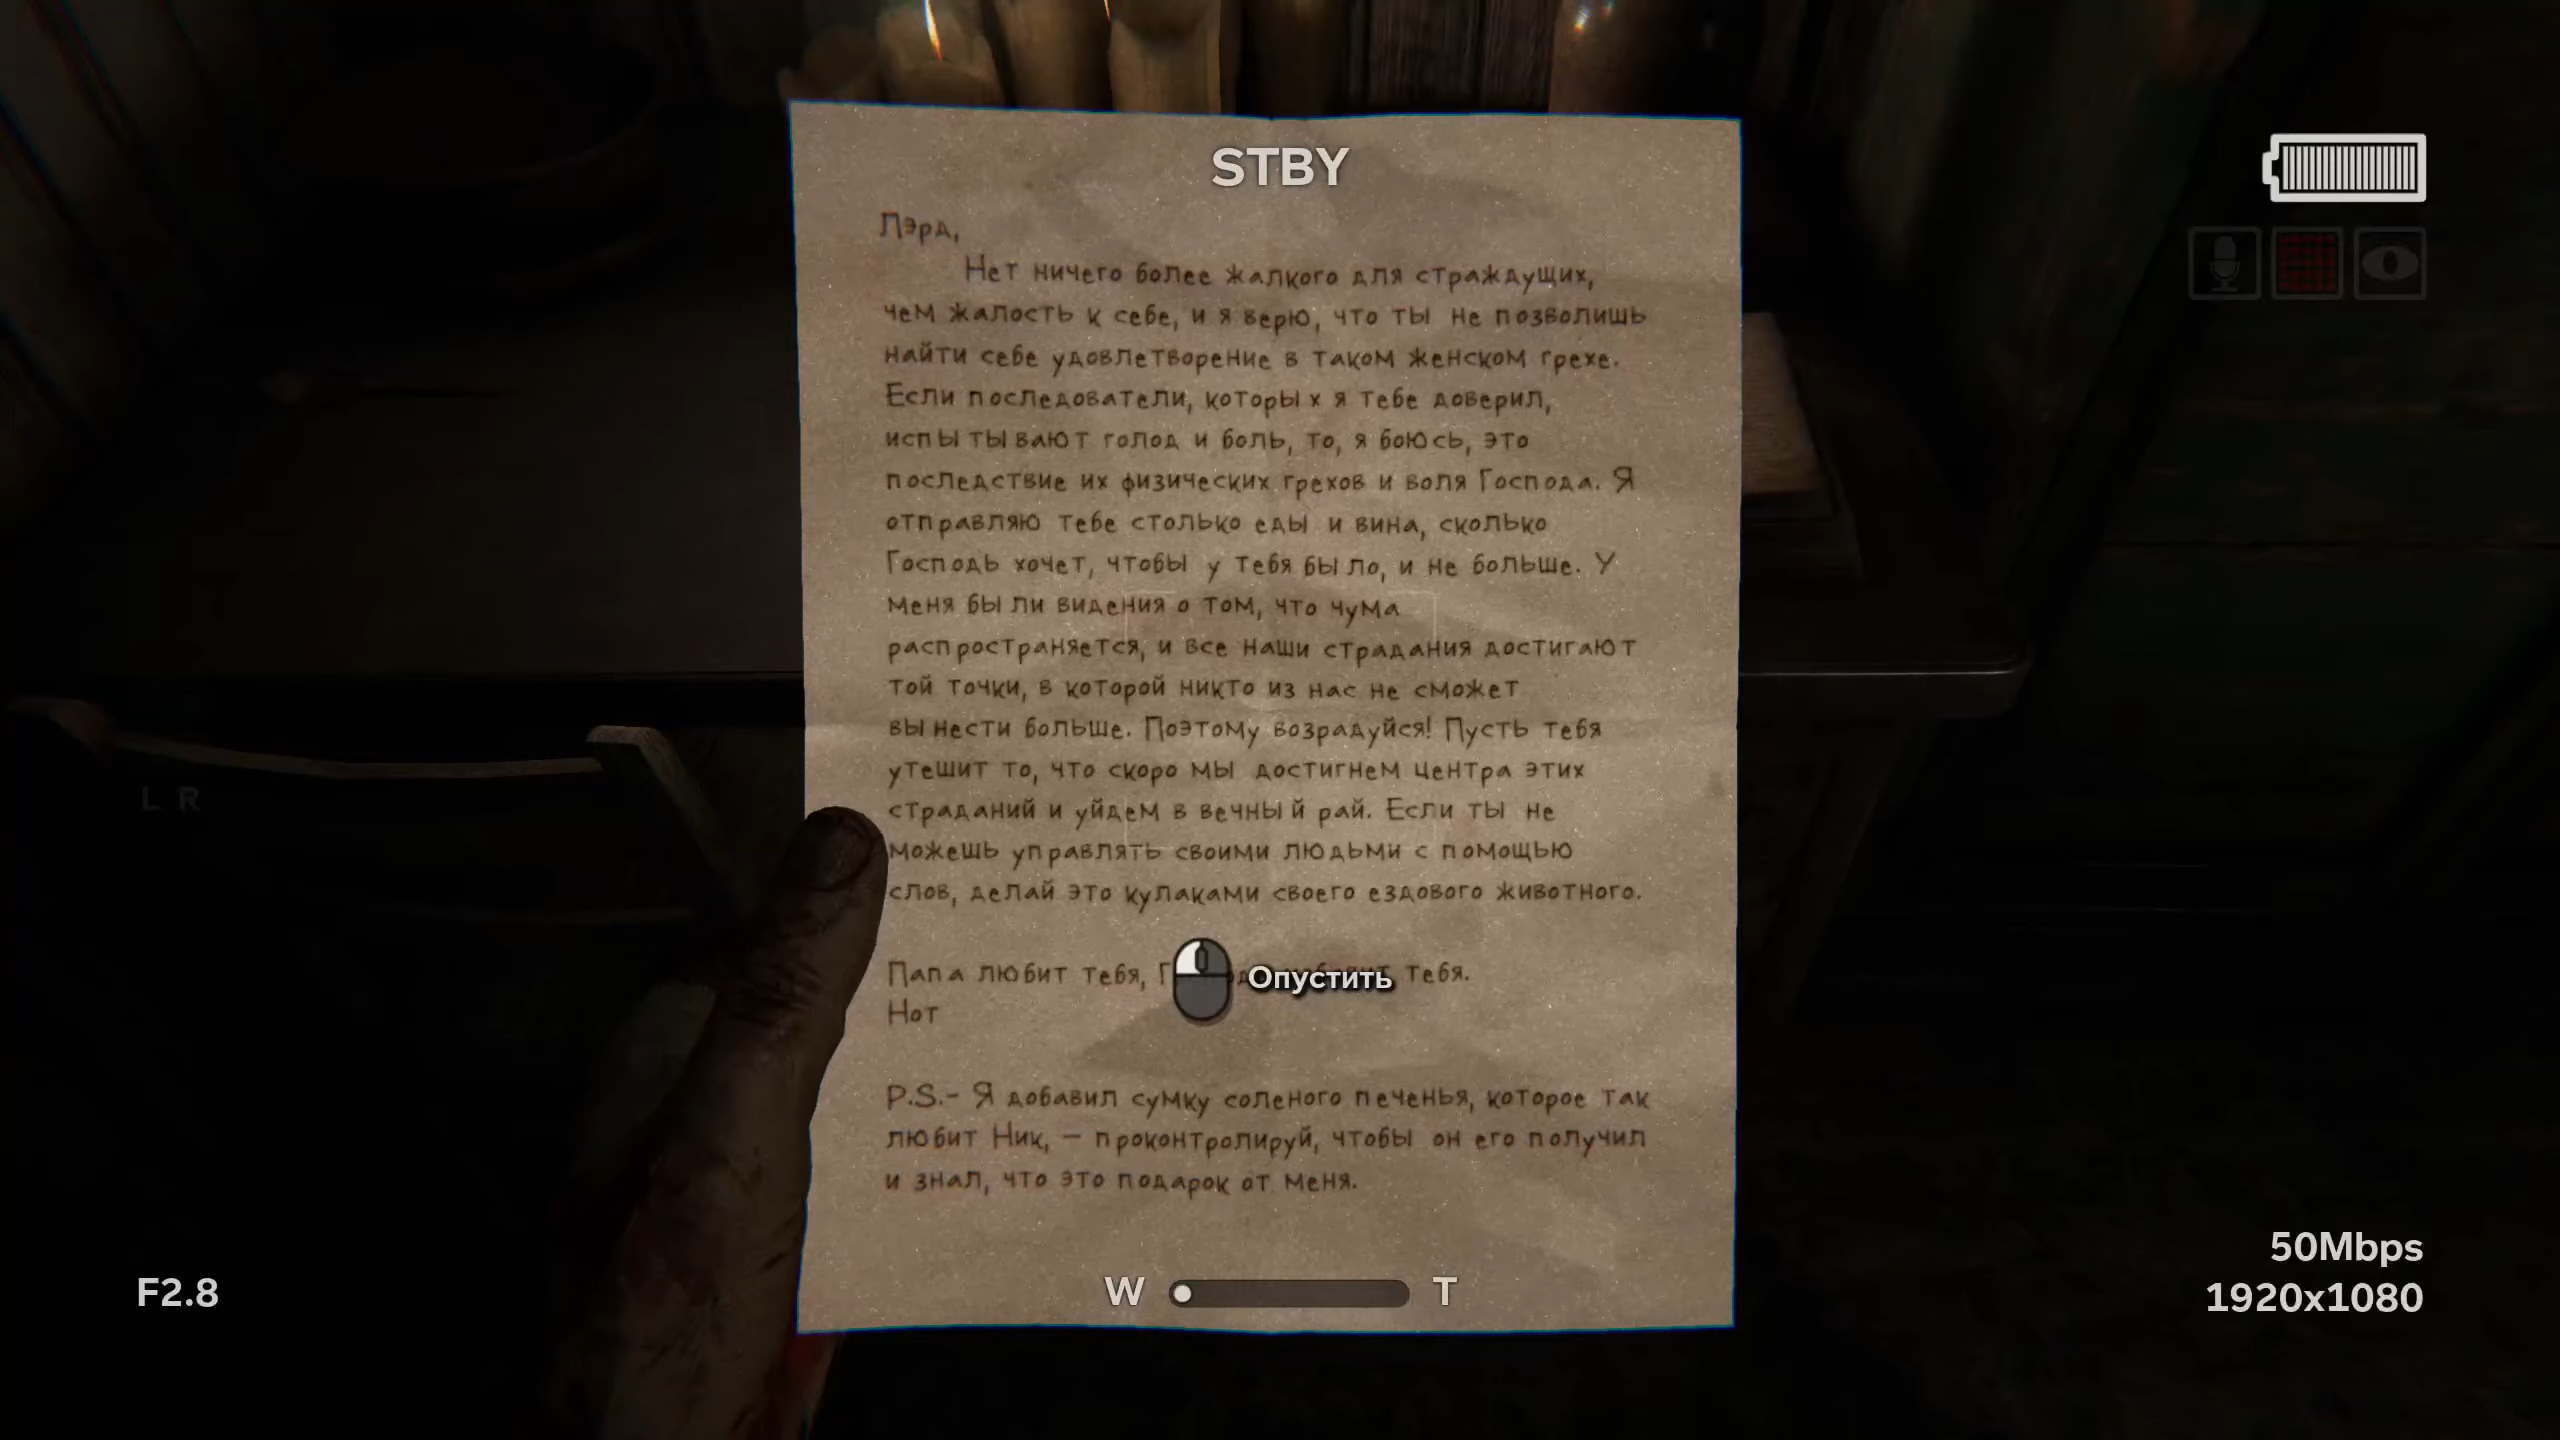 STBY
Лэрд,
Нет ничего более жалкого для страждущих,
чем жалость к себе, и я верю, что ты не позволишь
найти себе удовлетворение в таком женском грехе.
Если последователи, которых я тебе доверил,
испытывают голод и боль, то, я боюсь, это
последствие их физических грехов и воля Господа. Я
отправляю тебе столько еды и вина, сколько
Господь хочет, чтобы у тебя было, и не больше. У
меня были видения о том, что чума
распространяется, и все наши страдания достигают
той точки, в которой никто из нас не сможет
вынести больше. Поэтому возрадуйся! Пусть тебя
утешит то, что скоро мы достигнем центра этих
страданий и уйдем в вечный рай. Если ты не
можешь управлять своими людьми с помощью
слов, делай это кулаками своего ездового животного.
L R
Папа любит тебя, тебя.
Опустить
Нот
P.S.- Я добавил сумку соленого печенья, которое так
любит Ник, – проконтролируй, чтобы он его получил
и знал, что это подарок от меня.
F2.8
W T
50Mbps
1920x1080